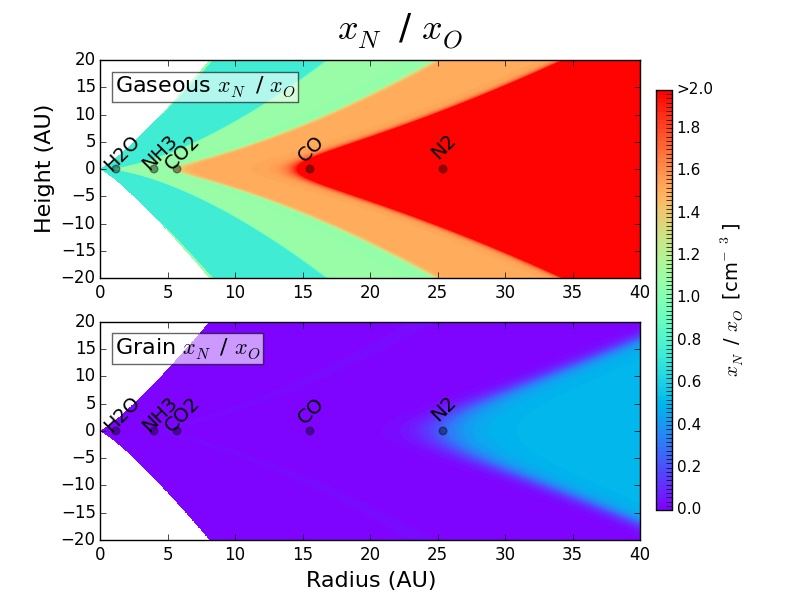 x_N / x_O
Gaseous x_N / x_O
Height (AU)
20
15
10
5
0
−5
−10
−15
−20
H2O
NH3
CO2
CO
N2
0 5 10 15 20 25 30 35 40
Grain x_N / x_O
20
15
10
5
0
−5
−10
−15
−20
H2O
NH3
CO2
CO
N2
0 5 10 15 20 25 30 35 40
Radius (AU)
>2.0
1.8
1.6
1.4
1.2
1.0
0.8
0.6
0.4
0.2
0.0
x_N / x_O [cm^−3]